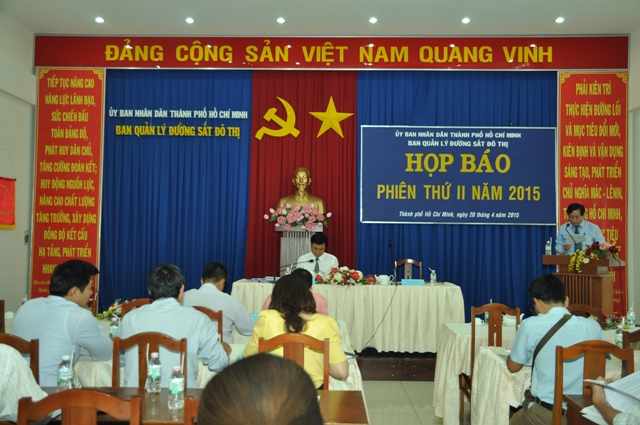 ĐẢNG CỘNG SẢN VIỆT NAM QUANG VINH
TIẾP TỤC NÂNG CAO
NĂNG LỰC LÃNH ĐẠO,
SỨC CHIẾN ĐẤU
TOÀN ĐẢNG BỘ,
PHÁT HUY DÂN CHỦ,
TĂNG CƯỜNG ĐOÀN KẾT;
HUY ĐỘNG NGUỒN LỰC,
NÂNG CAO CHẤT LƯỢNG
TĂNG TRƯỞNG, XÂY DỰNG
ĐỒNG BỘ KẾT CẤU
HẠ TẦNG, PHÁT TRIỂN
NHANH
ỦY BAN NHÂN DÂN THÀNH PHỐ HỒ CHÍ MINH
BAN QUẢN LÝ ĐƯỜNG SẮT ĐÔ THỊ
ỦY BAN NHÂN DÂN THÀNH PHỐ HỒ CHÍ MINH
BAN QUẢN LÝ ĐƯỜNG SẮT ĐÔ THỊ
HỌP BÁO
PHIÊN THỨ II NĂM 2015
Thành phố Hồ Chí Minh, ngày 20 tháng 4 năm 2015
PHẢI KIÊN TRÌ
THỰC HIỆN ĐƯỜNG LỐI
VÀ MỤC TIÊU ĐỔI MỚI,
KIÊN ĐỊNH VÀ VẬN DỤNG
SÁNG TẠO, PHÁT TRIỂN
CHỦ NGHĨA MÁC - LÊNIN,
HỒ CHÍ MINH,
TIÊU